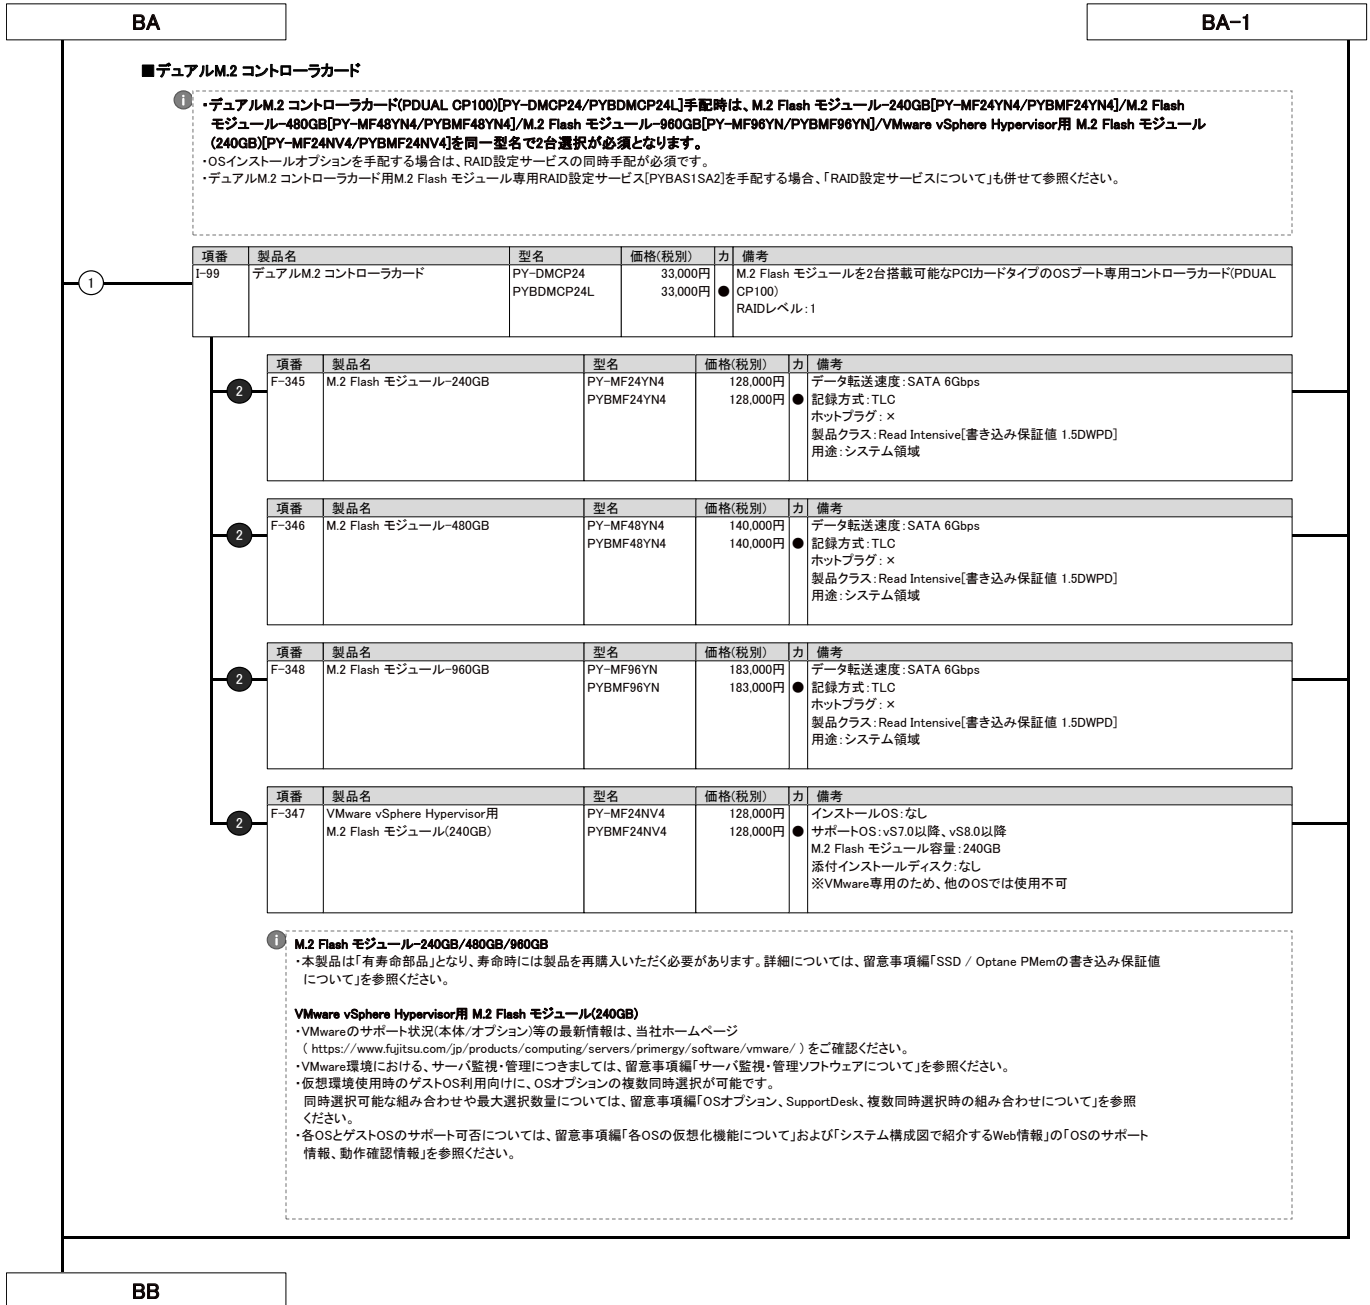 BA
BA-1
■デュアルM.2 コントローラカード
・デュアルM.2 コントローラカード(PDUAL CP100)[PY-DMCP24/PYBDMCP24L]手配時は、M.2 Flash モジュール-240GB[PY-MF24YN4/PYBMF24YN4]/M.2 Flash
モジュール-480GB[PY-MF48YN4/PYBMF48YN4]/M.2 Flash モジュール-960GB[PY-MF96YN/PYBMF96YN]/VMware vSphere Hypervisor用 M.2 Flash モジュール
(240GB)[PY-MF24NV4/PYBMF24NV4]を同一型名で2台選択が必須となります。
・OSインストールオプションを手配する場合は、RAID設定サービスの同時手配が必須です。
・デュアルM.2 コントローラカード用M.2 Flash モジュール専用RAID設定サービス[PYBAS1SA2]を手配する場合、「RAID設定サービスについて」も併せて参照ください。
項番 製品名 型名 価格(税別) カ 備考
1 I-99 デュアルM.2 コントローラカード PY-DMCP24 33,000円 M.2 Flash モジュールを2台搭載可能なPCIカードタイプのOSブート専用コントローラカード(PDUAL
PYBDMCP24L 33,000円 ● CP100)
RAIDレベル:1
項番 製品名 型名 価格(税別) カ 備考
2 F-345 M.2 Flash モジュール-240GB PY-MF24YN4 128,000円 データ転送速度:SATA 6Gbps
PYBMF24YN4 128,000円 ● 記録方式:TLC
ホットプラグ:×
製品クラス:Read Intensive[書き込み保証値 1.5DWPD]
用途:システム領域
項番 製品名 型名 価格(税別) カ 備考
2 F-346 M.2 Flash モジュール-480GB PY-MF48YN4 140,000円 データ転送速度:SATA 6Gbps
PYBMF48YN4 140,000円 ● 記録方式:TLC
ホットプラグ:×
製品クラス:Read Intensive[書き込み保証値 1.5DWPD]
用途:システム領域
項番 製品名 型名 価格(税別) カ 備考
2 F-348 M.2 Flash モジュール-960GB PY-MF96YN 183,000円 データ転送速度:SATA 6Gbps
PYBMF96YN 183,000円 ● 記録方式:TLC
ホットプラグ:×
製品クラス:Read Intensive[書き込み保証値 1.5DWPD]
用途:システム領域
項番 製品名 型名 価格(税別) カ 備考
2 F-347 VMware vSphere Hypervisor用 PY-MF24NV4 128,000円 インストールOS:なし
M.2 Flash モジュール(240GB) PYBMF24NV4 128,000円 ● サポートOS:vS7.0以降、vS8.0以降
M.2 Flash モジュール容量:240GB
添付インストールディスク:なし
※VMware専用のため、他のOSでは使用不可
M.2 Flash モジュール-240GB/480GB/960GB
・本製品は「有寿命部品」となり、寿命時には製品を再購入いただく必要があります。詳細については、留意事項編「SSD / Optane PMemの書き込み保証値
について」を参照ください。
VMware vSphere Hypervisor用 M.2 Flash モジュール(240GB)
・VMwareのサポート状況(本体/オプション)等の最新情報は、当社ホームページ
( https://www.fujitsu.com/jp/products/computing/servers/primergy/software/vmware/ ) をご確認ください。
・VMware環境における、サーバ監視・管理につきましては、留意事項編「サーバ監視・管理ソフトウェアについて」を参照ください。
・仮想環境使用時のゲストOS利用向けに、OSオプションの複数同時選択が可能です。
同時選択可能な組み合わせや最大選択数量については、留意事項編「OSオプション、SupportDesk、複数同時選択時の組み合わせについて」を参照
ください。
・各OSとゲストOSのサポート可否については、留意事項編「各OSの仮想化機能について」および「システム構成図で紹介するWeb情報」の「OSのサポート
情報、動作確認情報」を参照ください。
BB